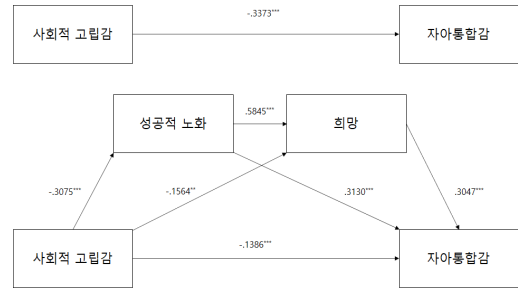 -.3373***
사회적 고립감
자아통합감
성공적 노화
.5845***
희망
-.3075***
-.1564**
.3130***
.3047***
사회적 고립감
-.1386***
자아통합감